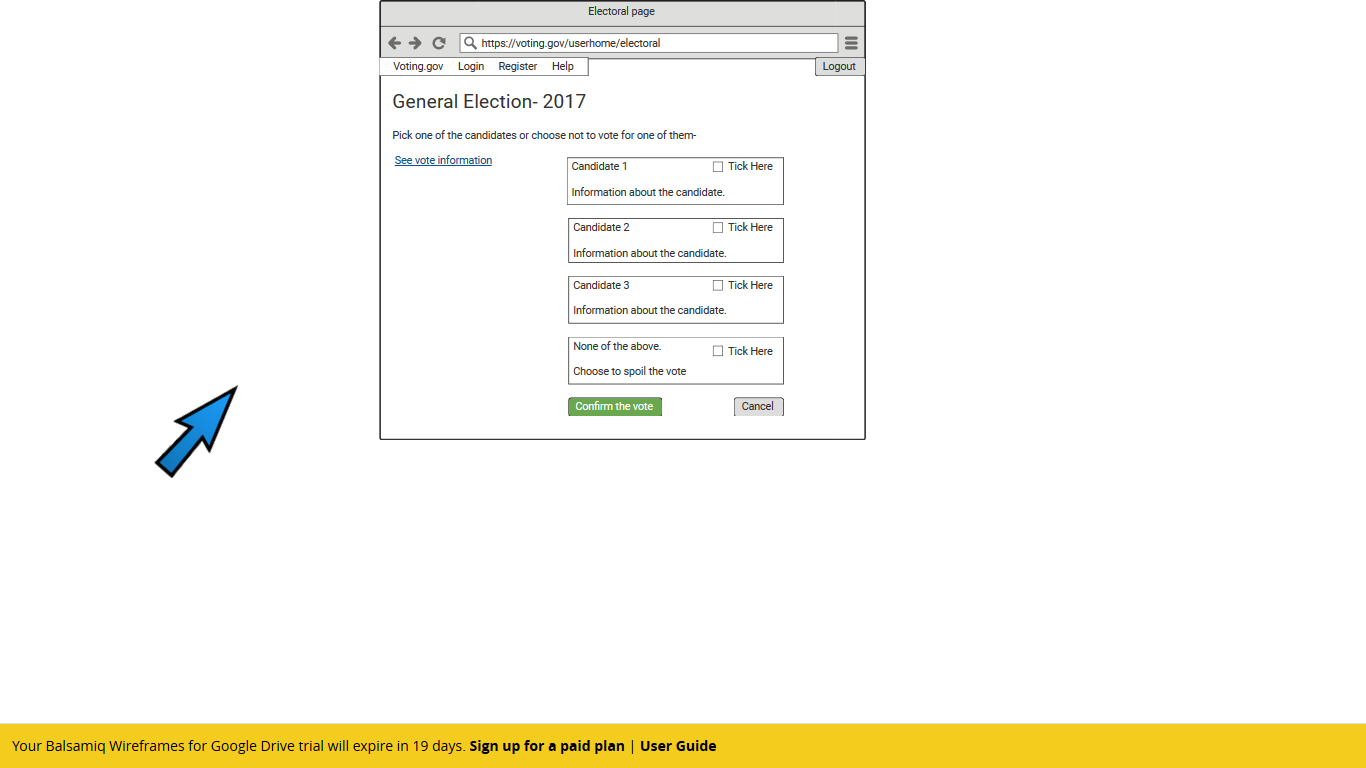 Electoral page
https://voting.gov/userhome/electoral
Voting.gov Login Register Help Logout
General Election- 2017
Pick one of the candidates or choose not to vote for one of them-
See vote information
Candidate 1 Tick Here
Information about the candidate.
Candidate 2 Tick Here
Information about the candidate.
Candidate 3 Tick Here
Information about the candidate.
None of the above. Tick Here
Choose to spoil the vote
Confirm the vote Cancel
Your Balsamiq Wireframes for Google Drive trial will expire in 19 days. Sign up for a paid plan | User Guide